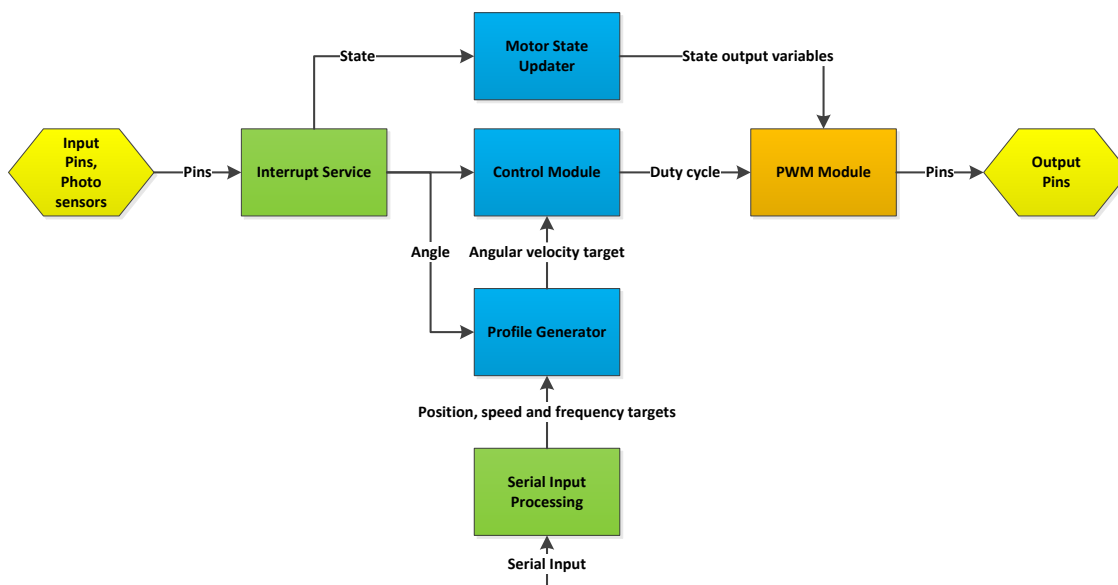 Motor State
Updater
State
State output variables
Input
Pins,
Photo
sensors
Pins
Interrupt Service
Control Module
Duty cycle
PWM Module
Pins
Output
Pins
Angle
Angular velocity target
Profile Generator
Position, speed and frequency targets
Serial Input
Processing
Serial Input